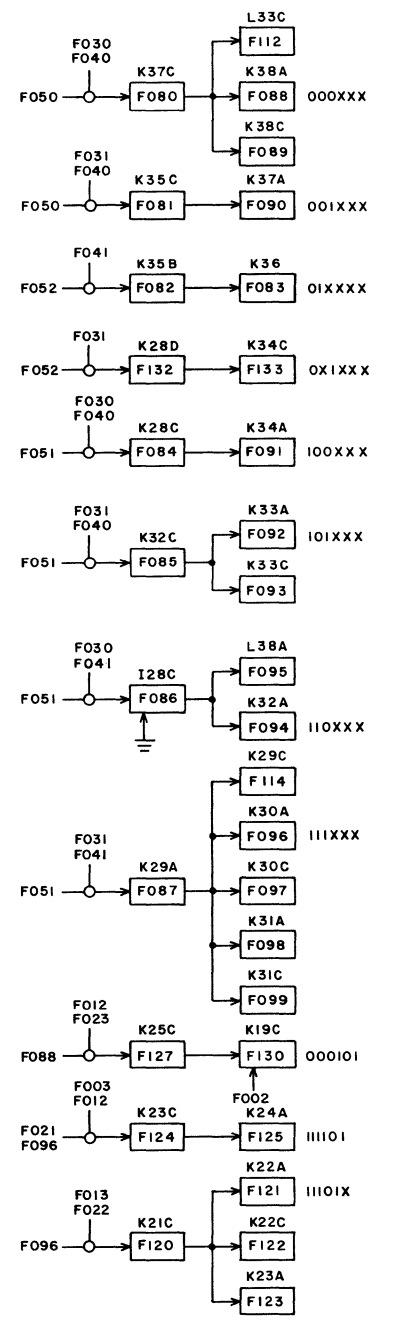 L33C
F030
F040
F112
K37C
K38A
F050
F080
F088
000XXX
K38C
F089
F031
F040
K35C
K37A
F050
F081
F090
001XXX
F041
K35B
K36
F052
F082
F083
01XXXX
F031
K28D
K34C
F052
F132
F133
0X1XXX
F030
F040
K28C
K34A
F051
F084
F091
100XXX
F031
F040
K33A
F092
101XXX
K32C
F051
F085
K33C
F093
F030
F041
L38A
F095
I28C
F051
F086
K32A
F094
110XXX
K29C
F114
K30A
F096
111XXX
F031
F041
K29A
K30C
F051
F087
F097
K31A
F098
K31C
F099
F012
F023
K25C
K19C
F088
F127
F130
000101
F002
F003
F012
K23C
K24A
F021
F096
F124
F125
111101
K22A
F121
11101X
F013
F022
K21C
K22C
F096
F120
F122
K23A
F123